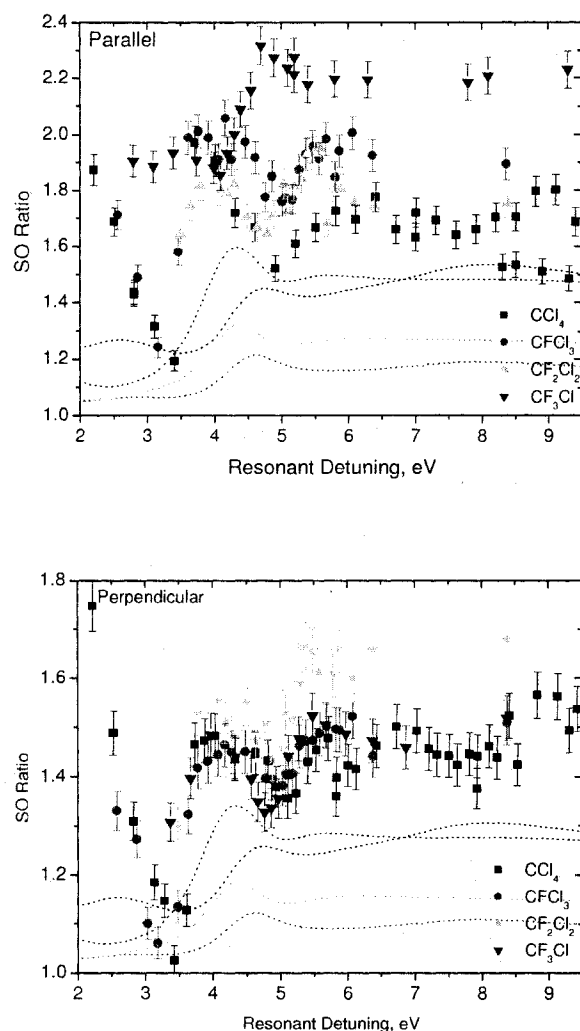 Parallel
2.4
2.2
2.0
1.8
1.6
1.4
1.2
1.0
SO Ratio
CCl₄
CFCl₃
CF₂Cl₂
CF₃Cl
2 3 4 5 6 7 8 9
Resonant Detuning, eV
Perpendicular
1.8
1.6
1.4
1.2
1.0
SO Ratio
CCl₄
CFCl₃
CF₂Cl₂
CF₃Cl
2 3 4 5 6 7 8 9
Resonant Detuning, eV